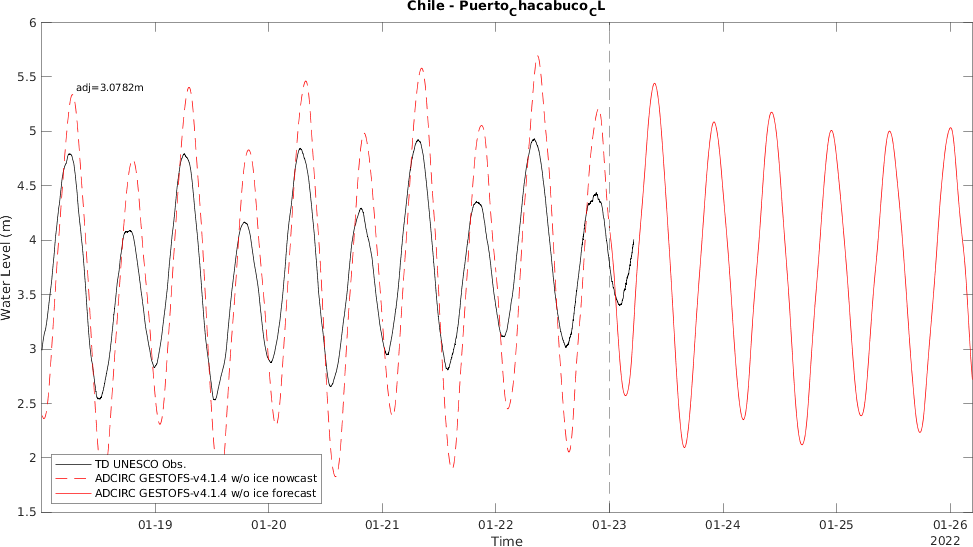 Chile - Puerto_Chacabuco_CL
adj=3.0782m
6
5.5
5
4.5
4
3.5
3
2.5
2
1.5
Water Level (m)
TD UNESCO Obs.
ADCIRC GESTOFS-v4.1.4 w/o ice nowcast
ADCIRC GESTOFS-v4.1.4 w/o ice forecast
01-19 01-20 01-21 01-22 01-23 01-24 01-25 01-26
Time
2022